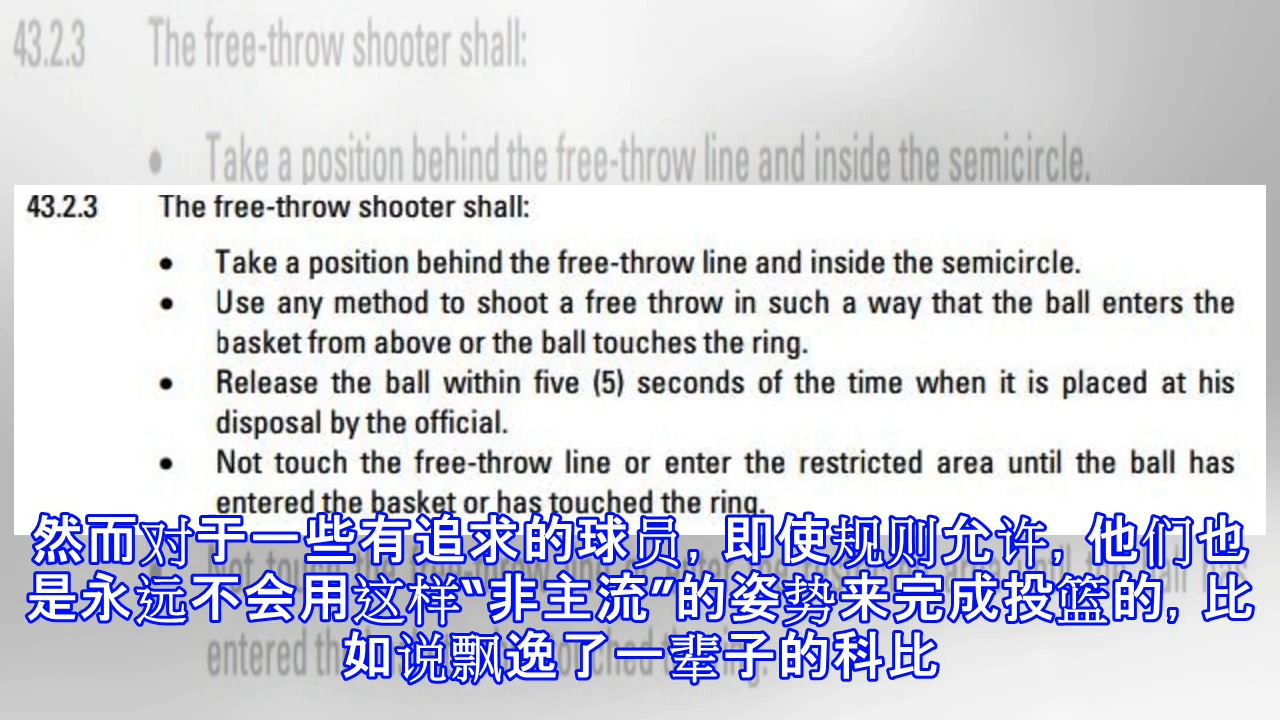 43.2.3 The free-throw shooter shall:
• Take a position behind the free-throw line and inside the semicircle.
43.2.3 The free-throw shooter shall:
• Take a position behind the free-throw line and inside the semicircle.
• Use any method to shoot a free throw in such a way that the ball enters the
basket from above or the ball touches the ring.
• Release the ball within five (5) seconds of the time when it is placed at his
disposal by the official.
• Not touch the free-throw line or enter the restricted area until the ball has
entered the basket or has touched the ring.
然而对于一些有追求的球员,即使规则允许,他们也
是永远不会用这样“非主流”的姿势来完成投篮的,比
如说飘逸了一辈子的科比